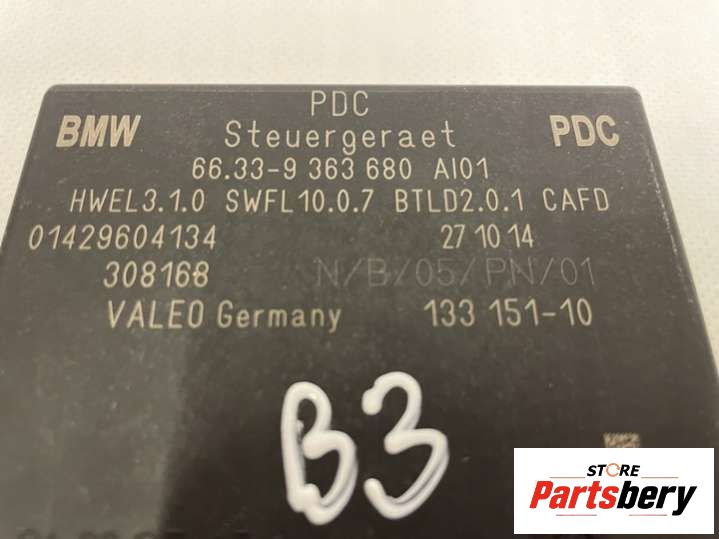 PDC
BMW Steuergeraet PDC
66.33-9 363 680 AI01
HWEL3.1.0 SWFL10.0.7 BTLD2.0.1 CAFD
01429604134 27 10 14
308168 N/B/05/PN/01
VALEO Germany 133 151-10
B3
STORE
Partsbery